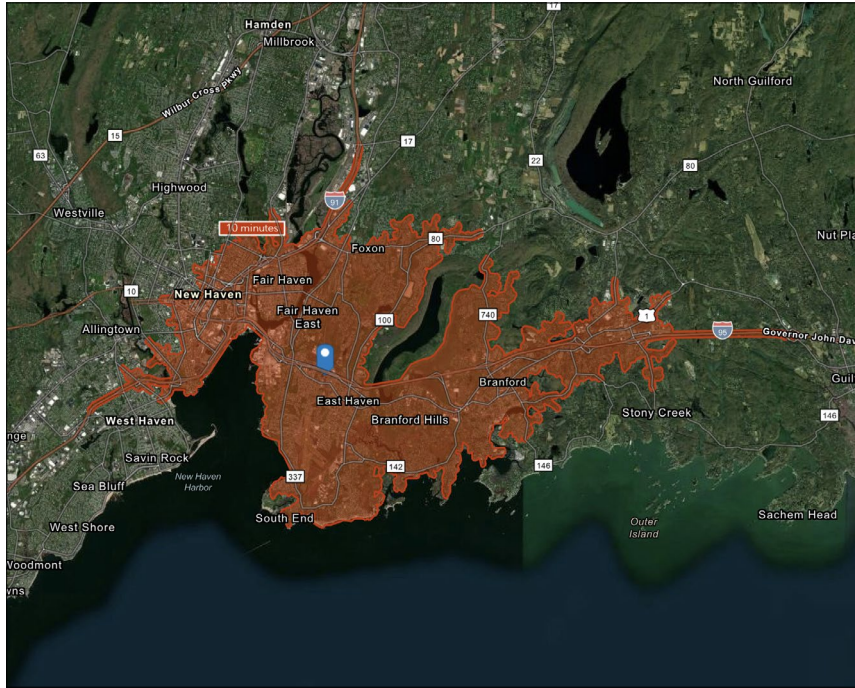 17
Hamden
Millbrook
Wilbur Cross Pkwy
North Guilford
15
63
17
22
80
Highwood
91
Westville
10 minutes
80
Foxon
Nut Pla
Fair Haven
10
New Haven
Fair Haven
East
100
740
1
Allingtown
95
Governor John Dav
East Haven
Branford
Guil
Branford Hills
Stony Creek
146
West Haven
nge
Savin Rock
142
146
New Haven
Harbor
337
Sea Bluff
South End
Outer
Island
Sachem Head
West Shore
Woodmont
wns